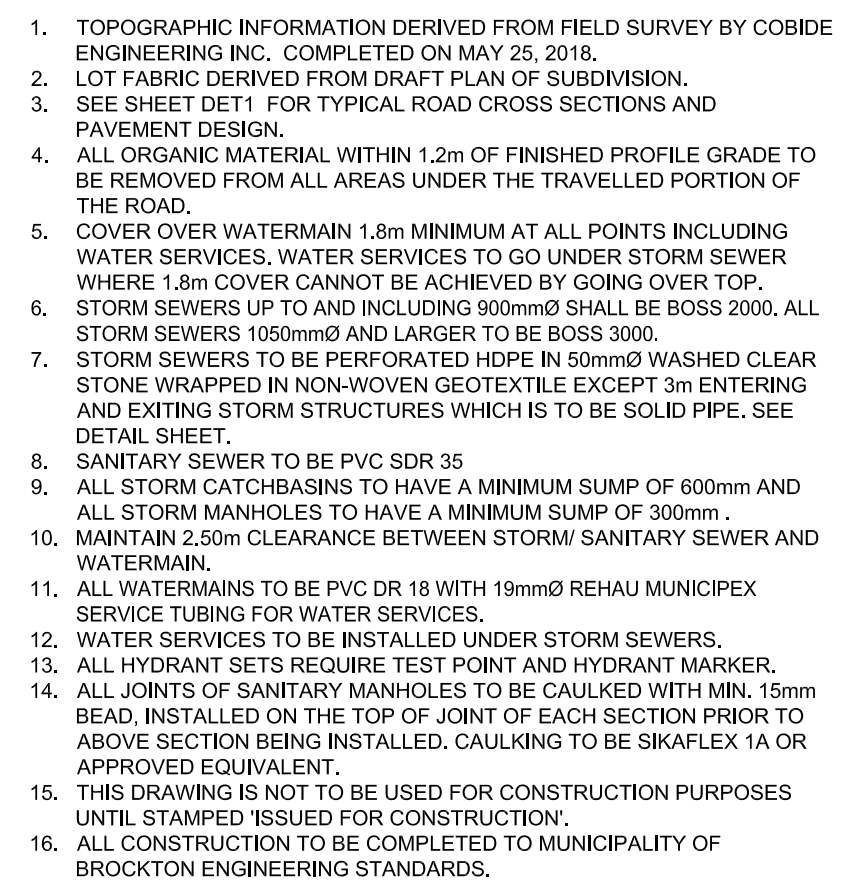 1. TOPOGRAPHIC INFORMATION DERIVED FROM FIELD SURVEY BY COBIDE
ENGINEERING INC. COMPLETED ON MAY 25, 2018.
2. LOT FABRIC DERIVED FROM DRAFT PLAN OF SUBDIVISION.
3. SEE SHEET DET1 FOR TYPICAL ROAD CROSS SECTIONS AND
PAVEMENT DESIGN.
4. ALL ORGANIC MATERIAL WITHIN 1.2m OF FINISHED PROFILE GRADE TO
BE REMOVED FROM ALL AREAS UNDER THE TRAVELLED PORTION OF
THE ROAD.
5. COVER OVER WATERMAIN 1.8m MINIMUM AT ALL POINTS INCLUDING
WATER SERVICES. WATER SERVICES TO GO UNDER STORM SEWER
WHERE 1.8m COVER CANNOT BE ACHIEVED BY GOING OVER TOP.
6. STORM SEWERS UP TO AND INCLUDING 900mmØ SHALL BE BOSS 2000. ALL
STORM SEWERS 1050mmØ AND LARGER TO BE BOSS 3000.
7. STORM SEWERS TO BE PERFORATED HDPE IN 50mmØ WASHED CLEAR
STONE WRAPPED IN NON-WOVEN GEOTEXTILE EXCEPT 3m ENTERING
AND EXITING STORM STRUCTURES WHICH IS TO BE SOLID PIPE. SEE
DETAIL SHEET.
8. SANITARY SEWER TO BE PVC SDR 35
9. ALL STORM CATCHBASINS TO HAVE A MINIMUM SUMP OF 600mm AND
ALL STORM MANHOLES TO HAVE A MINIMUM SUMP OF 300mm .
10. MAINTAIN 2.50m CLEARANCE BETWEEN STORM/ SANITARY SEWER AND
WATERMAIN.
11. ALL WATERMAINS TO BE PVC DR 18 WITH 19mmØ REHAU MUNICIPEX
SERVICE TUBING FOR WATER SERVICES.
12. WATER SERVICES TO BE INSTALLED UNDER STORM SEWERS.
13. ALL HYDRANT SETS REQUIRE TEST POINT AND HYDRANT MARKER.
14. ALL JOINTS OF SANITARY MANHOLES TO BE CAULKED WITH MIN. 15mm
BEAD, INSTALLED ON THE TOP OF JOINT OF EACH SECTION PRIOR TO
ABOVE SECTION BEING INSTALLED. CAULKING TO BE SIKAFLEX 1A OR
APPROVED EQUIVALENT.
15. THIS DRAWING IS NOT TO BE USED FOR CONSTRUCTION PURPOSES
UNTIL STAMPED 'ISSUED FOR CONSTRUCTION'.
16. ALL CONSTRUCTION TO BE COMPLETED TO MUNICIPALITY OF
BROCKTON ENGINEERING STANDARDS.